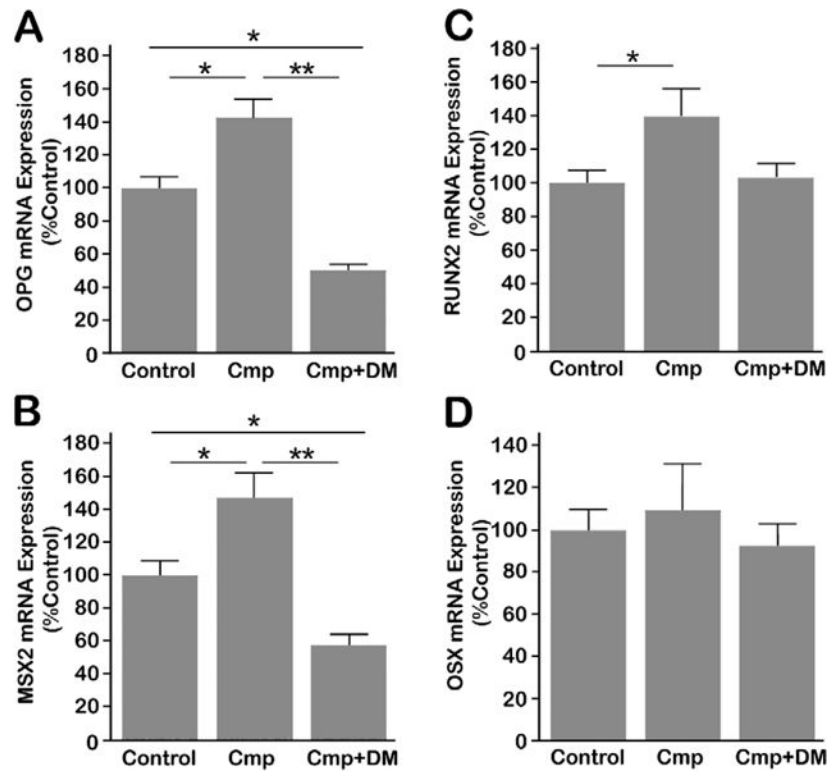 A
OPG mRNA Expression
(%Control)
180
160
140
120
100
80
60
40
20
0
*
*
**
Control
Cmp
Cmp+DM
B
MSX2 mRNA Expression
(%Control)
180
160
140
120
100
80
60
40
20
0
*
*
**
Control
Cmp
Cmp+DM
C
RUNX2 mRNA Expression
(%Control)
180
160
140
120
100
80
60
40
20
0
*
Control
Cmp
Cmp+DM
D
OSX mRNA Expression
(%Control)
140
120
100
80
60
40
20
0
Control
Cmp
Cmp+DM